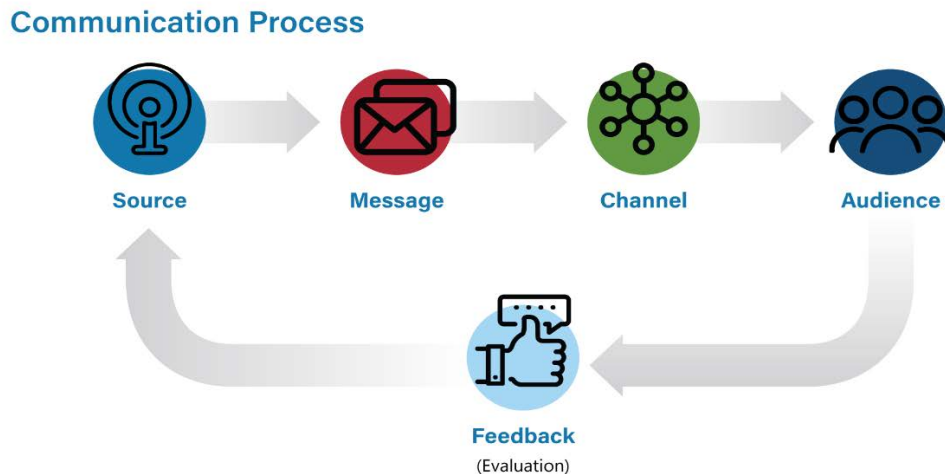 Communication Process
Source
Message
Channel
Audience
Feedback
(Evaluation)